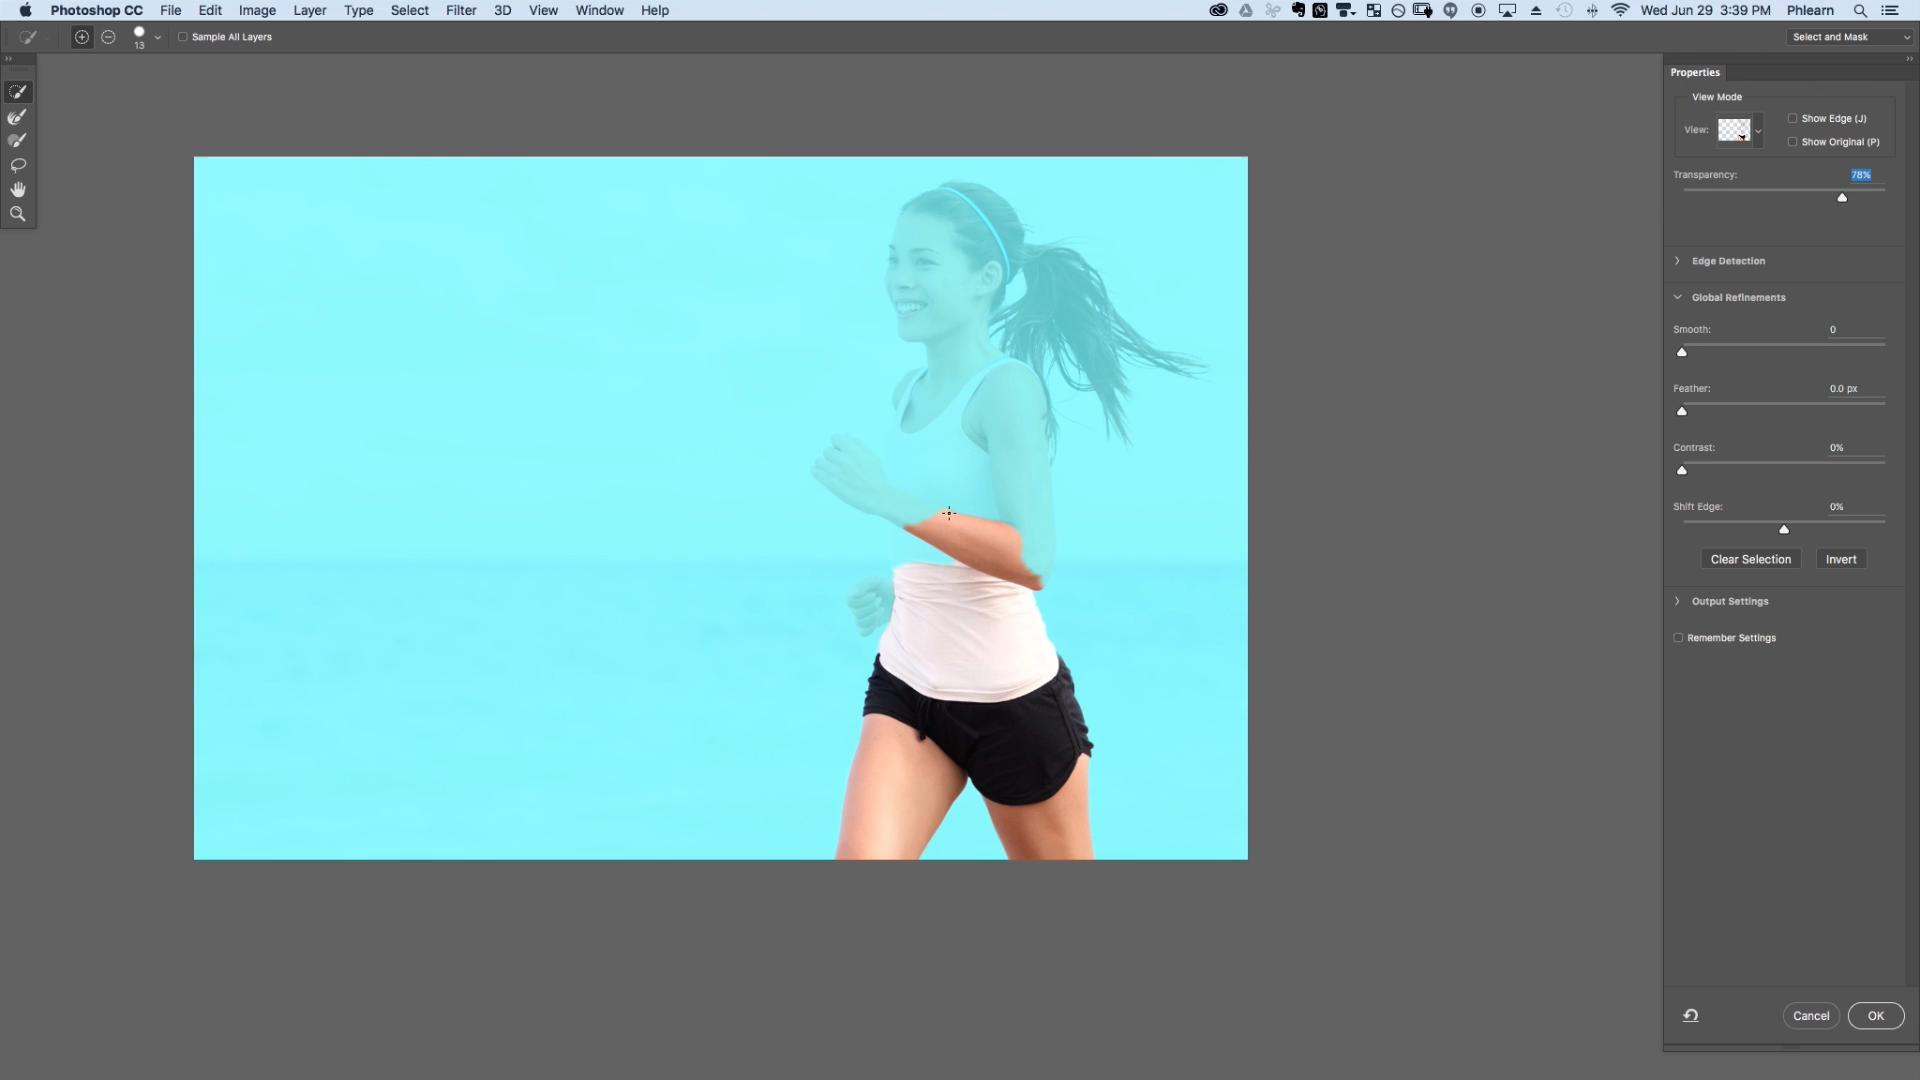 Photoshop CC File Edit Image Layer Type Select Filter 3D View Window Help Wed Jun 29 3:39 PM Phlearn
13 Sample All Layers Select and Mask
Properties
View Mode
View: Show Edge (J)
Show Original (P)
Transparency: 78%
Edge Detection
Global Refinements
Smooth: 0
Feather: 0.0 px
Contrast: 0%
Shift Edge: 0%
Clear Selection Invert
Output Settings
Remember Settings
Cancel OK